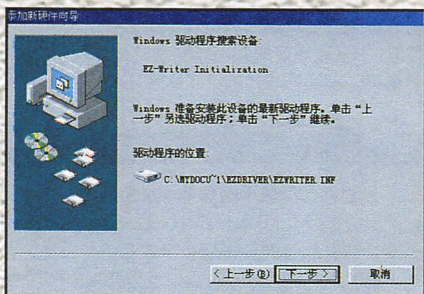 添加新硬件向导
Windows 驱动程序搜索设备:
EZ-Writer Initialization
Windows 准备安装此设备的最新驱动程序。单击“上
一步”另选驱动程序；单击“下一步”继续。
驱动程序的位置:
C:\MYDOCU~1\EZDRIVER\EZWRITER.INF
< 上一步(B)
下一步 >
取消